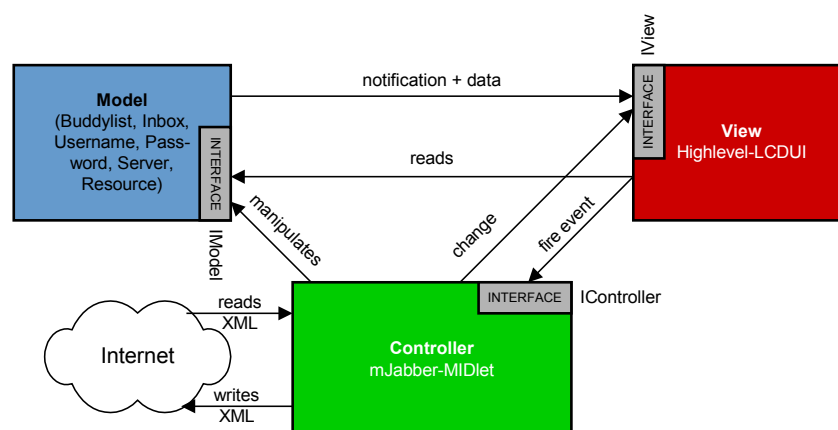 IView
notification + data
Model
(Buddylist, Inbox,
Username, Pass-
word, Server,
Resource)
INTERFACE
INTERFACE
View
Highlevel-LCDUI
reads
manipulates
IModel
change
fire event
INTERFACE
IController
reads
XML
Internet
Controller
mJabber-MIDlet
writes
XML